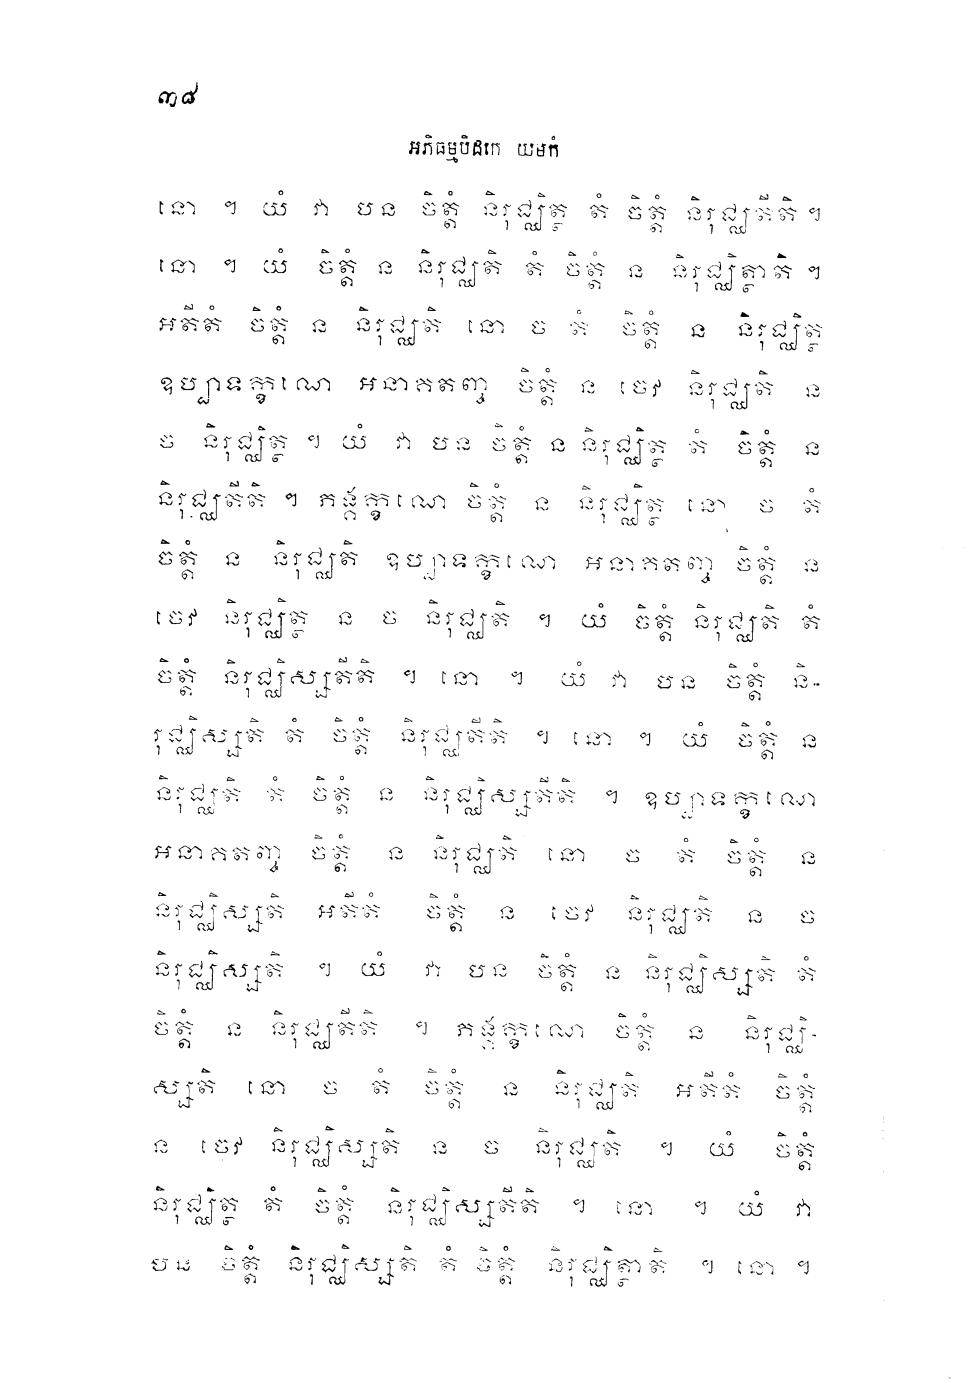 ៣៨
អភិធម្មបិដកេ យមកំ
នោ ។ យំ វា បន ចិត្តំ និរុជ្ឈិត្ថ តំ ចិត្តំ និរុជ្ឈតីតិ ។
នោ ។ យំ ចិត្តំ ន និរុជ្ឈតិ តំ ចិត្តំ ន និរុជ្ឈិត្ថាតិ ។
អតីតំ ចិត្តំ ន និរុជ្ឈតិ នោ ច តំ ចិត្តំ ន និរុជ្ឈិត្ថ
ឧប្បាទក្ខណេ អនាគតញ្ច ចិត្តំ ន ចេវ និរុជ្ឈតិ ន
ច និរុជ្ឈិត្ថ ។ យំ វា បន ចិត្តំ ន និរុជ្ឈិត្ថ តំ ចិត្តំ ន
និរុជ្ឈតីតិ ។ ភង្គក្ខណេ ចិត្តំ ន និរុជ្ឈិត្ថ នោ ច តំ
ចិត្តំ ន និរុជ្ឈតិ ឧប្បាទក្ខណេ អនាគតញ្ច ចិត្តំ ន
ចេវ និរុជ្ឈិត្ថ ន ច និរុជ្ឈតិ ។ យំ ចិត្តំ និរុជ្ឈតិ តំ
ចិត្តំ និរុជ្ឈិស្សតីតិ ។ នោ ។ យំ វា បន ចិត្តំ និ-
រុជ្ឈិស្សតិ តំ ចិត្តំ និរុជ្ឈតីតិ ។ នោ ។ យំ ចិត្តំ ន
និរុជ្ឈតិ តំ ចិត្តំ ន និរុជ្ឈិស្សតីតិ ។ ឧប្បាទក្ខណេ
អនាគតញ្ច ចិត្តំ ន និរុជ្ឈតិ នោ ច តំ ចិត្តំ ន
និរុជ្ឈិស្សតិ អតីតំ ចិត្តំ ន ចេវ និរុជ្ឈតិ ន ច
និរុជ្ឈិស្សតិ ។ យំ វា បន ចិត្តំ ន និរុជ្ឈិស្សតិ តំ
ចិត្តំ ន និរុជ្ឈតីតិ ។ ភង្គក្ខណេ ចិត្តំ ន និរុជ្ឈិ-
ស្សតិ នោ ច តំ ចិត្តំ ន និរុជ្ឈតិ អតីតំ ចិត្តំ
ន ចេវ និរុជ្ឈិស្សតិ ន ច និរុជ្ឈតិ ។ យំ ចិត្តំ
និរុជ្ឈិត្ថ តំ ចិត្តំ និរុជ្ឈិស្សតីតិ ។ នោ ។ យំ វា
បន ចិត្តំ និរុជ្ឈិស្សតិ តំ ចិត្តំ និរុជ្ឈិត្ថាតិ ។ នោ ។